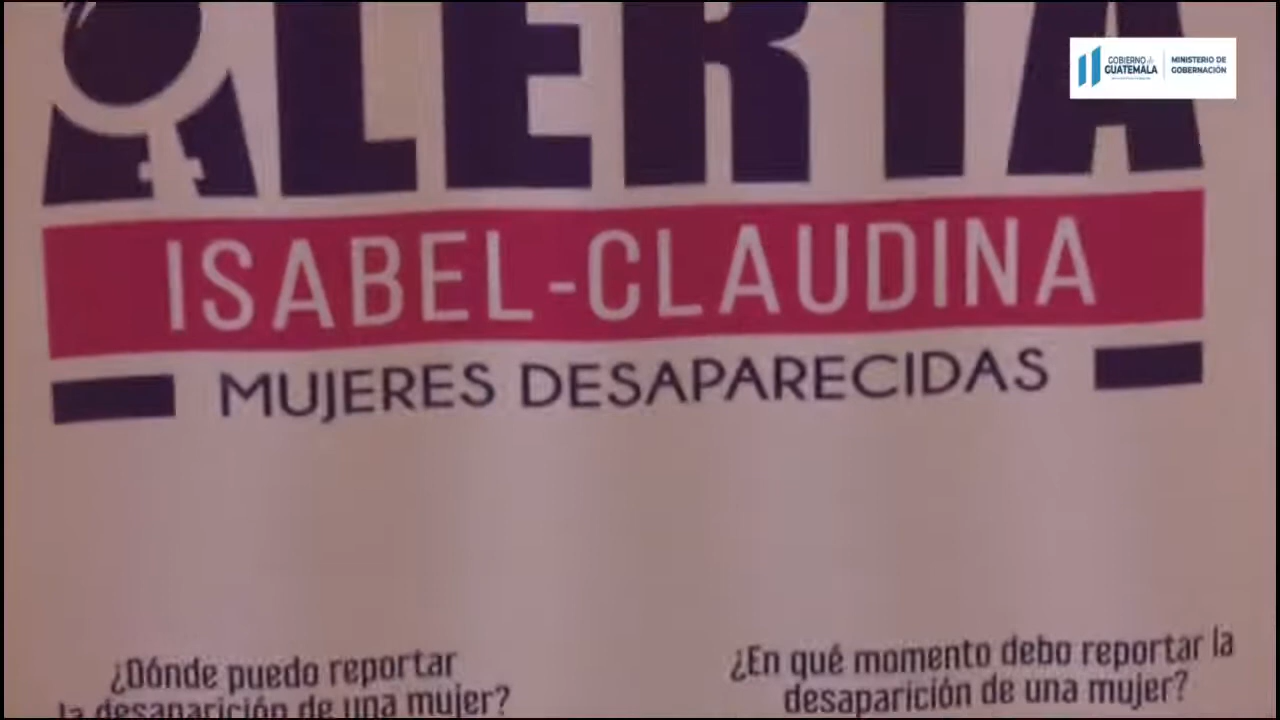 ALERTA
GOBIERNO de
GUATEMALA
MINISTERIO DE
GOBERNACIÓN
ISABEL-CLAUDINA
MUJERES DESAPARECIDAS
¿Dónde puedo reportar
la desaparición de una mujer?
¿En qué momento debo reportar la
desaparición de una mujer?